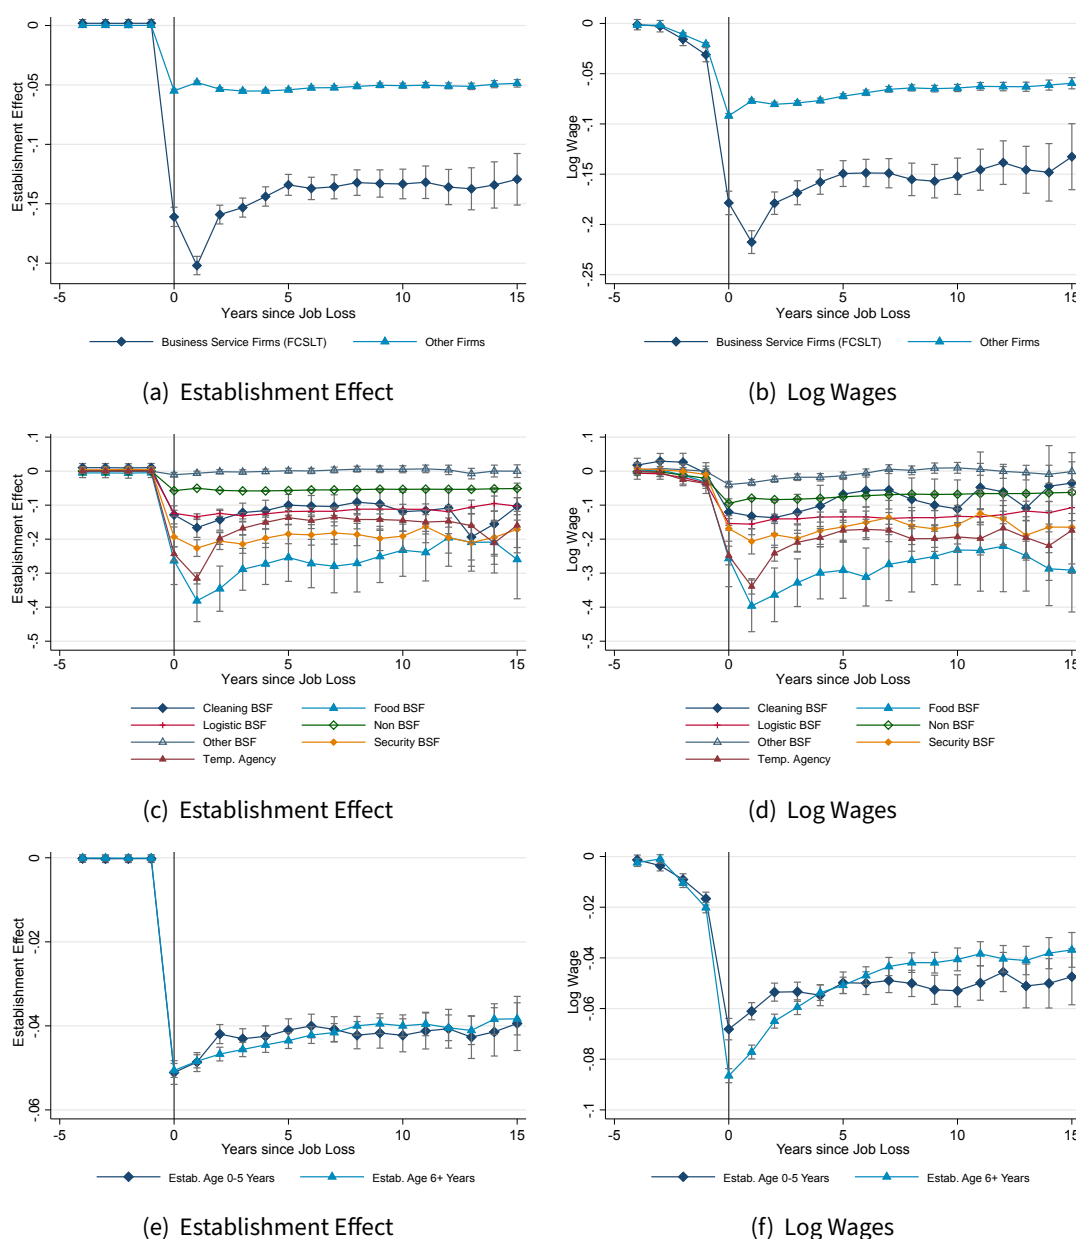 Establishment Effect
0
-.05
-.1
-.15
-.2
-5 0 5 10 15
Years since Job Loss
Business Service Firms (FCSLT) Other Firms
(a) Establishment Effect
Log Wage
0
-.05
-.1
-.15
-.2
-.25
-5 0 5 10 15
Years since Job Loss
Business Service Firms (FCSLT) Other Firms
(b) Log Wages
Establishment Effect
.1
0
-.1
-.2
-.3
-.4
-.5
-5 0 5 10 15
Years since Job Loss
Cleaning BSF Food BSF
Logistic BSF Non BSF
Other BSF Security BSF
Temp. Agency
(c) Establishment Effect
Log Wage
.1
0
-.1
-.2
-.3
-.4
-.5
-5 0 5 10 15
Years since Job Loss
Cleaning BSF Food BSF
Logistic BSF Non BSF
Other BSF Security BSF
Temp. Agency
(d) Log Wages
Establishment Effect
0
-.02
-.04
-.06
-5 0 5 10 15
Years since Job Loss
Estab. Age 0-5 Years Estab. Age 6+ Years
(e) Establishment Effect
Log Wage
0
-.02
-.04
-.06
-.08
-.1
-5 0 5 10 15
Years since Job Loss
Estab. Age 0-5 Years Estab. Age 6+ Years
(f) Log Wages